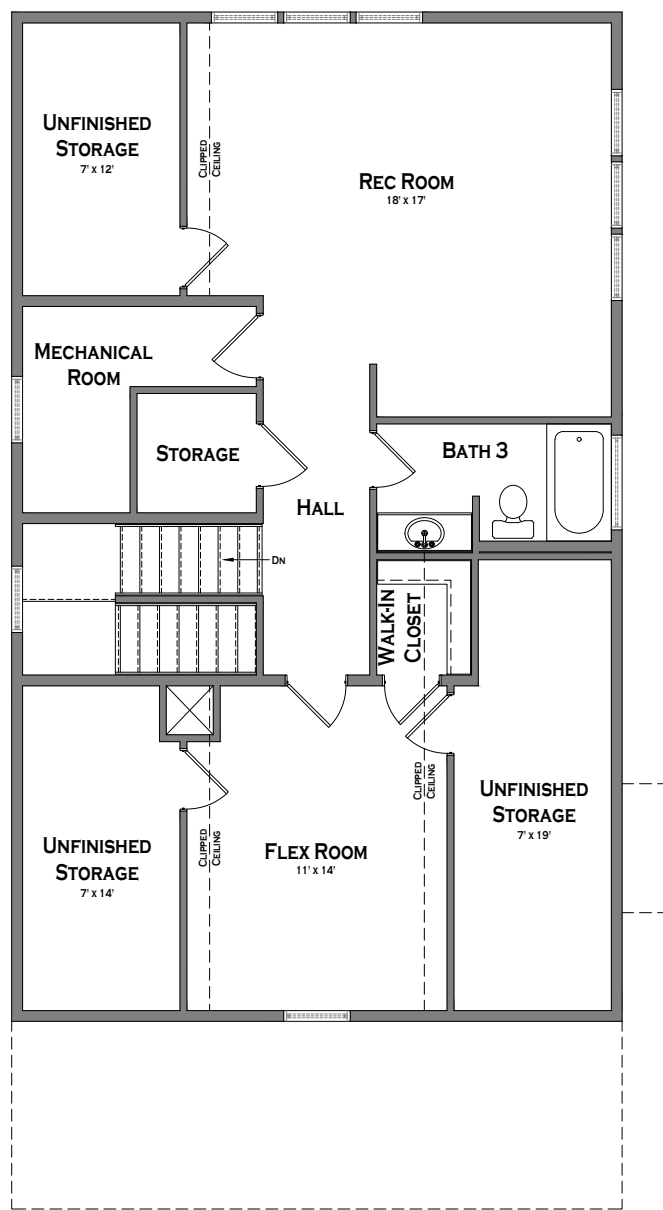 Unfinished
Storage
7' x 12'
Clipped
Ceiling
Rec Room
18' x 17'
Mechanical
Room
Storage
Bath 3
Hall
Dn
Walk-In
Closet
Clipped
Ceiling
Unfinished
Storage
7' x 19'
Unfinished
Storage
7' x 14'
Clipped
Ceiling
Flex Room
11' x 14'